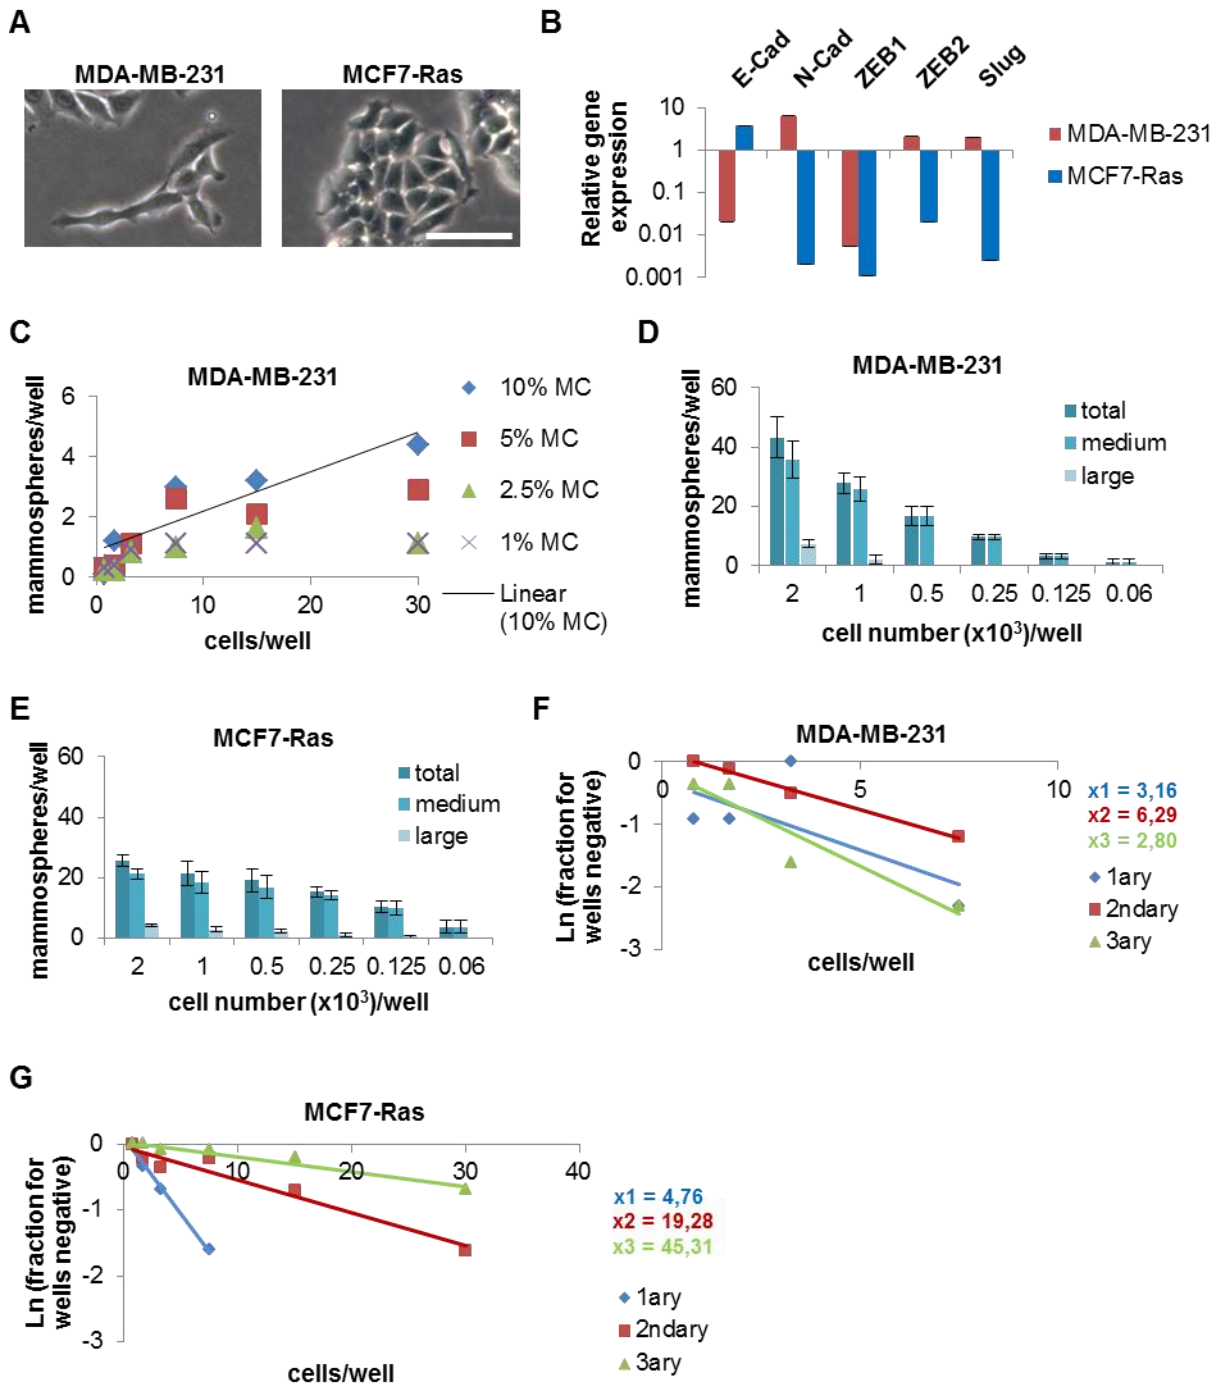 A
MDA-MB-231
MCF7-Ras
B
E-Cad
N-Cad
ZEB1
ZEB2
Slug
Relative gene
expression
10
1
0.1
0.01
0.001
MDA-MB-231
MCF7-Ras
C
MDA-MB-231
mammospheres/well
6
4
2
0
0
10
20
30
cells/well
10% MC
5% MC
2.5% MC
1% MC
Linear
(10% MC)
D
MDA-MB-231
mammospheres/well
60
40
20
0
2
1
0.5
0.25
0.125
0.06
cell number (x10³)/well
total
medium
large
E
MCF7-Ras
mammospheres/well
60
40
20
0
2
1
0.5
0.25
0.125
0.06
cell number (x10³)/well
total
medium
large
F
MDA-MB-231
Ln (fraction for
wells negative)
0
-1
-2
-3
0
5
10
cells/well
x1 = 3,16
x2 = 6,29
x3 = 2,80
1ary
2ndary
3ary
G
MCF7-Ras
Ln (fraction for
wells negative)
0
-1
-2
-3
0
10
20
30
40
cells/well
x1 = 4,76
x2 = 19,28
x3 = 45,31
1ary
2ndary
3ary